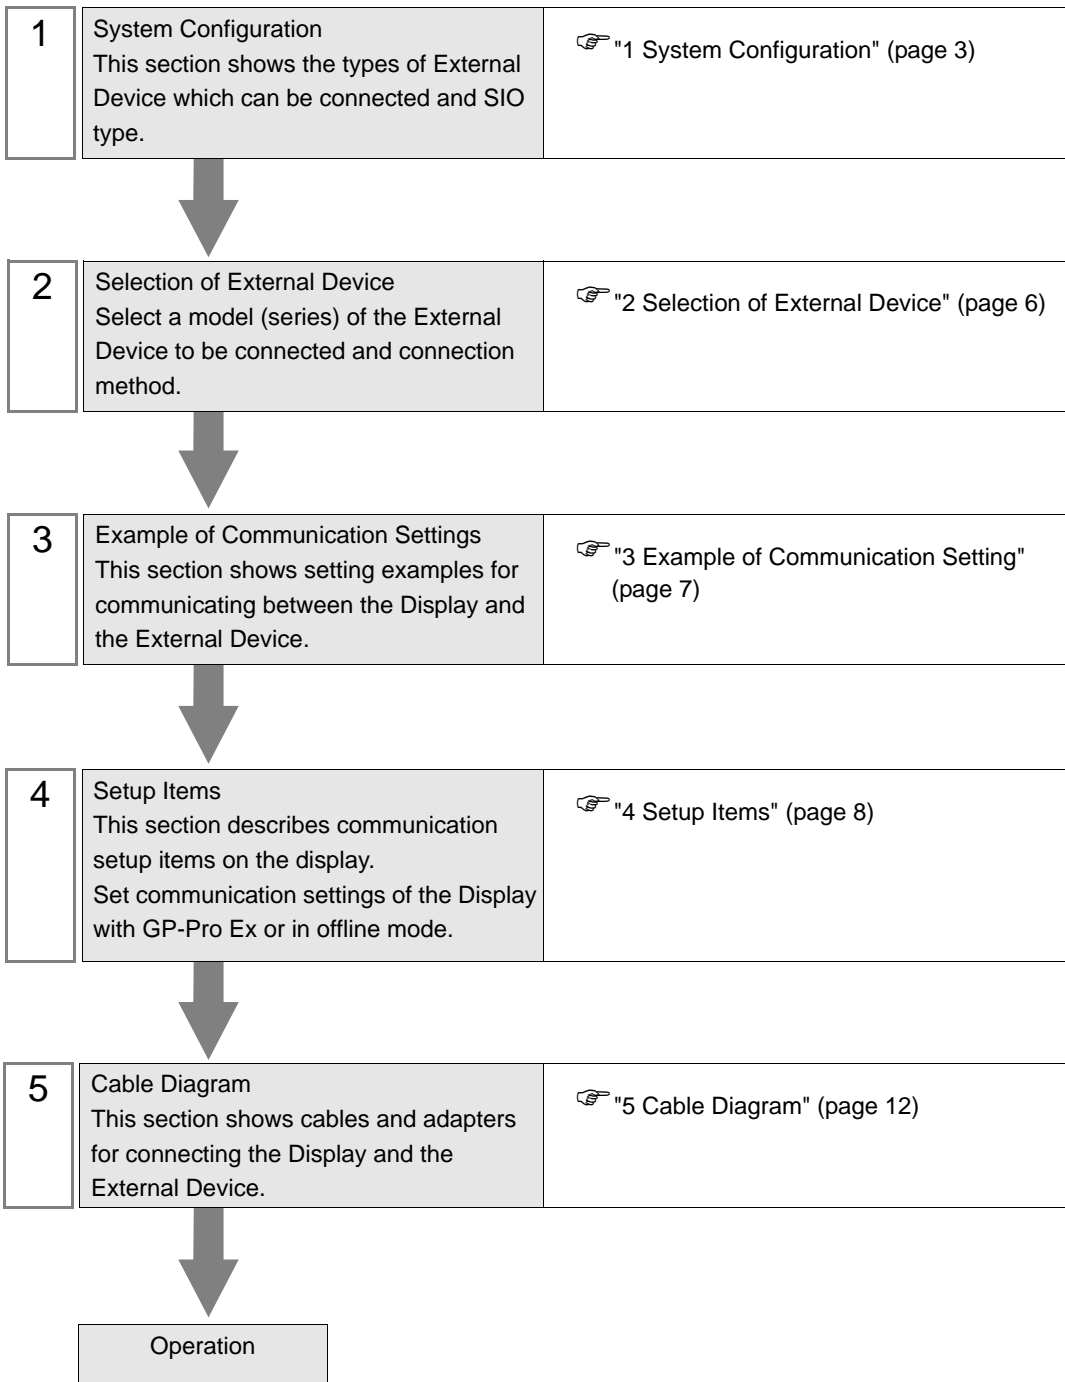 1
System Configuration
This section shows the types of External
Device which can be connected and SIO
type.
"1 System Configuration" (page 3)
2
Selection of External Device
Select a model (series) of the External
Device to be connected and connection
method.
"2 Selection of External Device" (page 6)
3
Example of Communication Settings
This section shows setting examples for
communicating between the Display and
the External Device.
"3 Example of Communication Setting"
(page 7)
4
Setup Items
This section describes communication
setup items on the display.
Set communication settings of the Display
with GP-Pro Ex or in offline mode.
"4 Setup Items" (page 8)
5
Cable Diagram
This section shows cables and adapters
for connecting the Display and the
External Device.
"5 Cable Diagram" (page 12)
Operation